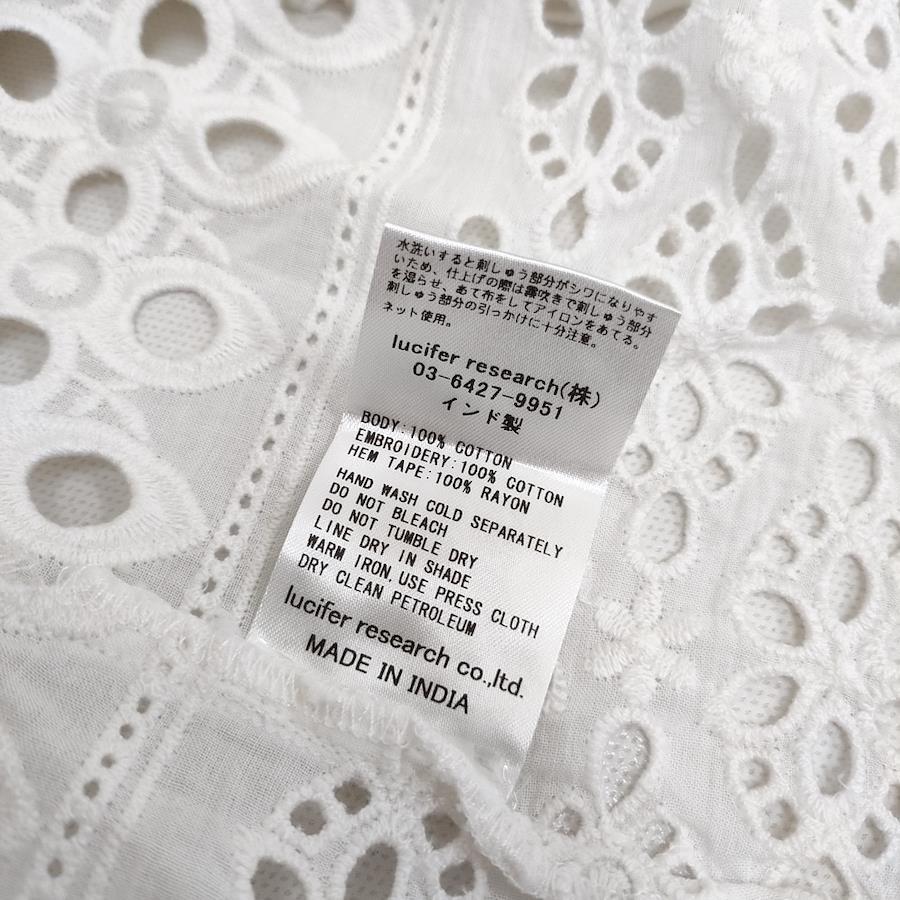 水洗いすると刺しゅう部分がシワになりやす
いため、仕上げの際は霧吹きで刺しゅう部分
を湿らせ、あて布をしてアイロンをあてる。
刺しゅう部分の引っかけに十分注意。
ネット使用。
lucifer research(株)
03-6427-9951
インド製
BODY:100% COTTON
EMBROIDERY:100% COTTON
HEM TAPE:100% RAYON
HAND WASH COLD SEPARATELY
DO NOT BLEACH
DO NOT TUMBLE DRY
LINE DRY IN SHADE
WARM IRON,USE PRESS CLOTH
DRY CLEAN PETROLEUM
lucifer research co.,ltd.
MADE IN INDIA